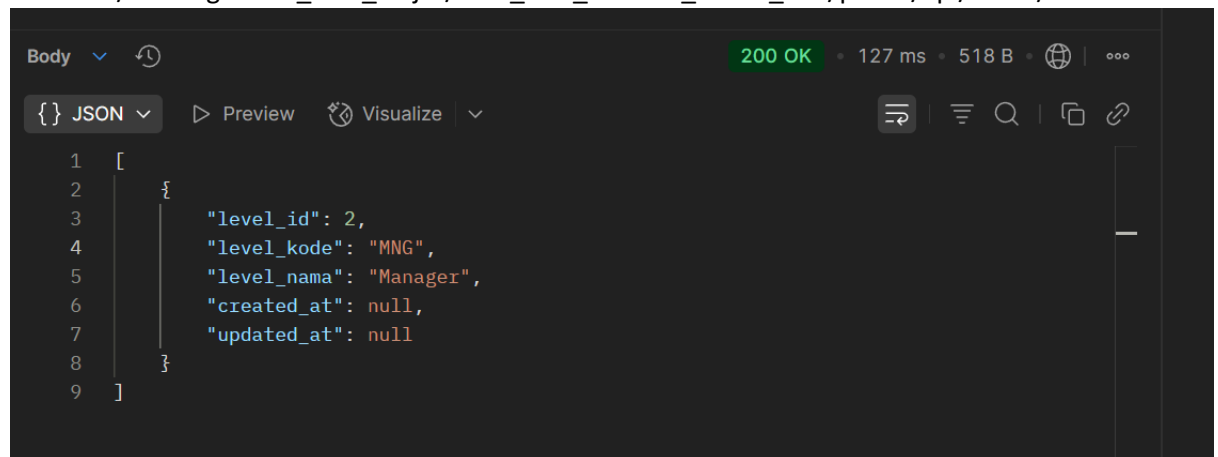 Body
200 OK • 127 ms • 518 B •
{} JSON Preview Visualize
1 [
2 {
3 "level_id": 2,
4 "level_kode": "MNG",
5 "level_nama": "Manager",
6 "created_at": null,
7 "updated_at": null
8 }
9 ]